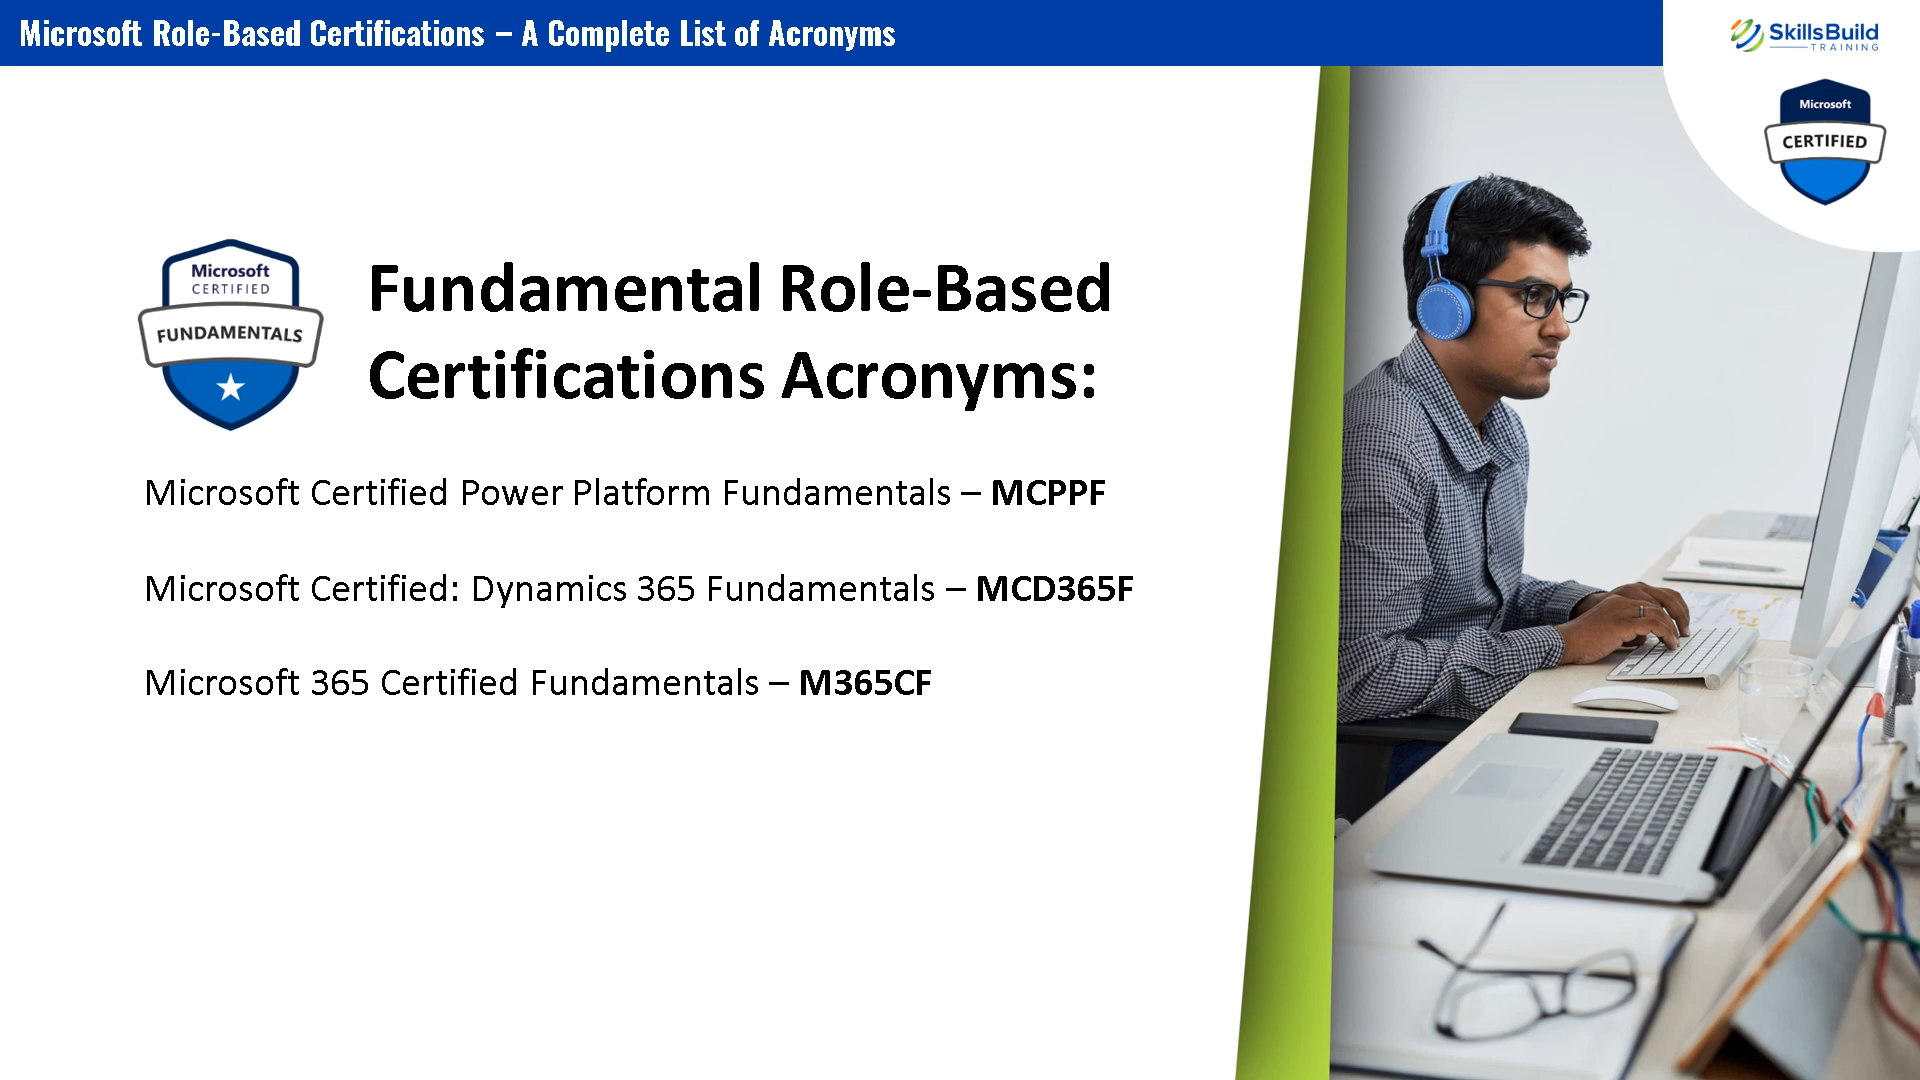 Microsoft Role-Based Certifications – A Complete List of Acronyms
SkillsBuild
TRAINING
Microsoft
CERTIFIED
Microsoft
CERTIFIED
FUNDAMENTALS
Fundamental Role-Based
Certifications Acronyms:
Microsoft Certified Power Platform Fundamentals – MCPPF
Microsoft Certified: Dynamics 365 Fundamentals – MCD365F
Microsoft 365 Certified Fundamentals – M365CF